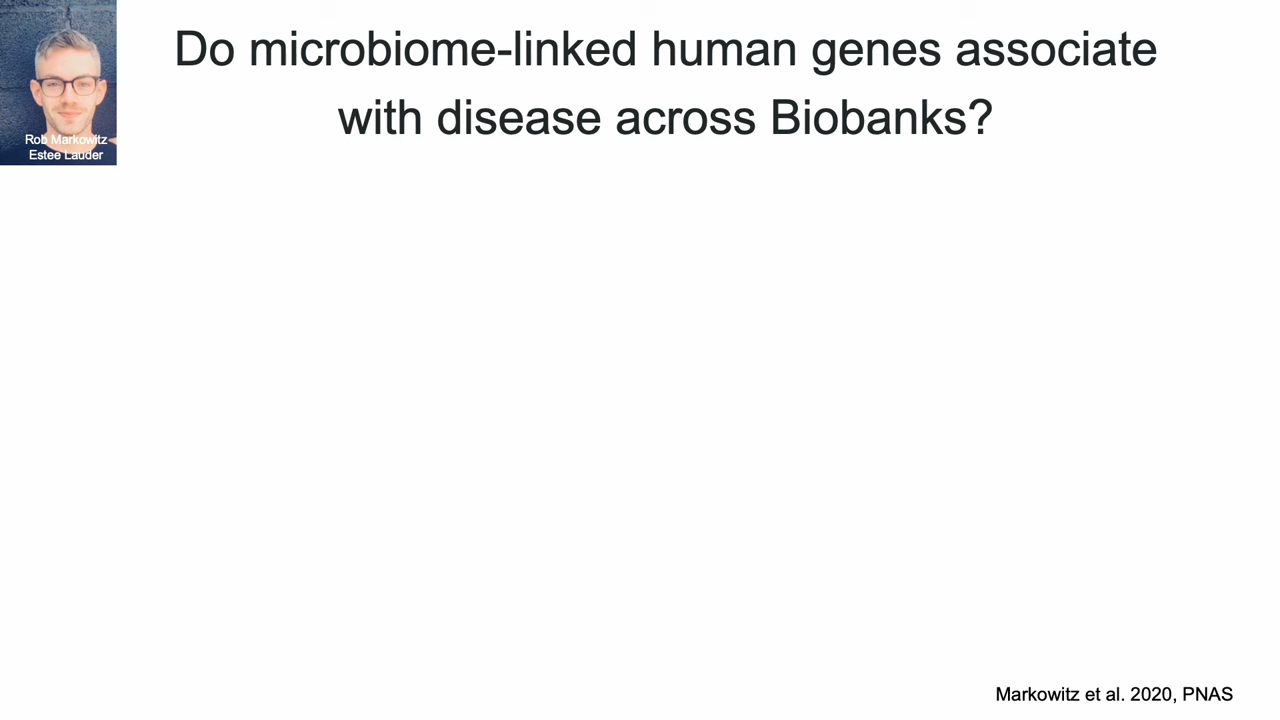 Do microbiome-linked human genes associate
with disease across Biobanks?
Rob Markowitz
Estee Lauder
Markowitz et al. 2020, PNAS